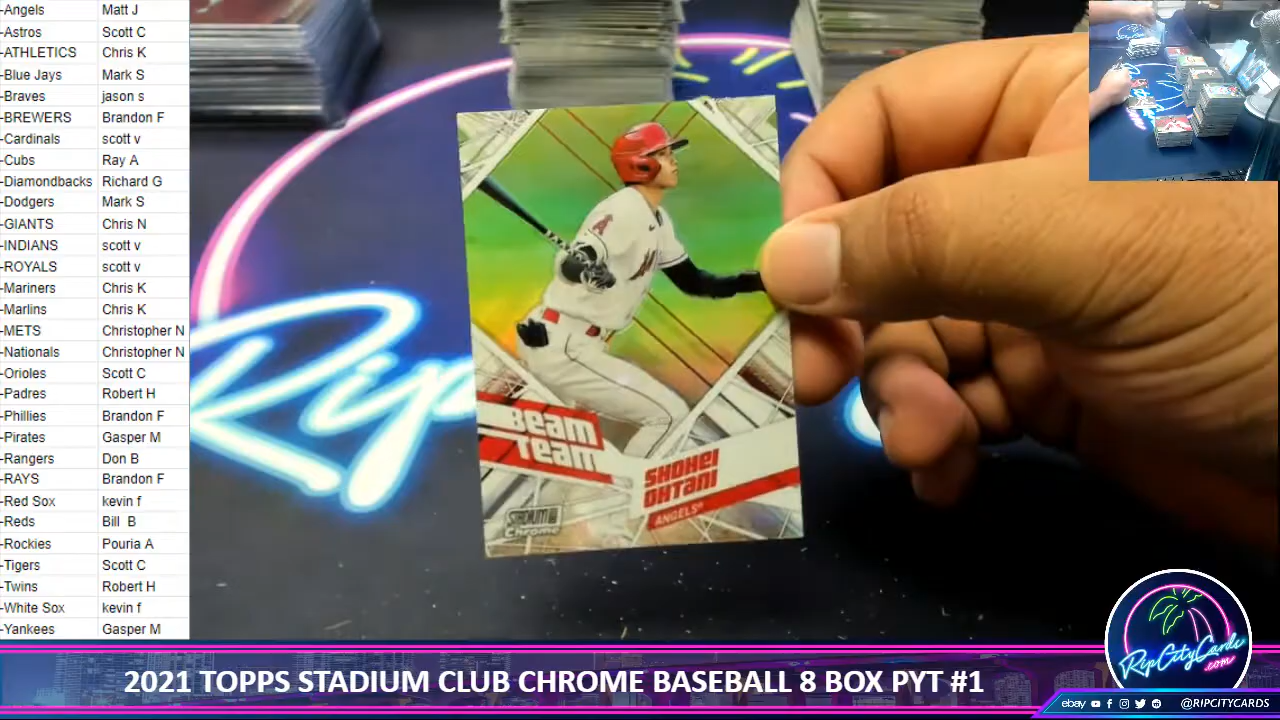 -Angels Matt J
-Astros Scott C
-ATHLETICS Chris K
-Blue Jays Mark S
-Braves jason s
-BREWERS Brandon F
-Cardinals scott v
-Cubs Ray A
-Diamondbacks Richard G
-Dodgers Mark S
-GIANTS Chris N
-INDIANS scott v
-ROYALS scott v
-Mariners Chris K
-Marlins Chris K
-METS Christopher N
-Nationals Christopher N
-Orioles Scott C
-Padres Robert H
-Phillies Brandon F
-Pirates Gasper M
-Rangers Don B
-RAYS Brandon F
-Red Sox kevin f
-Reds Bill B
-Rockies Pouria A
-Tigers Scott C
-Twins Robert H
-White Sox kevin f
-Yankees Gasper M
Rip
A
BEAM
TEAM
SHOHEI
OHTANI
ANGELS
STADIUM
Chrome
RipCityCards
.com
2021 TOPPS STADIUM CLUB CHROME BASEBALL 8 BOX PYT #1
ebay @RIPCITYCARDS